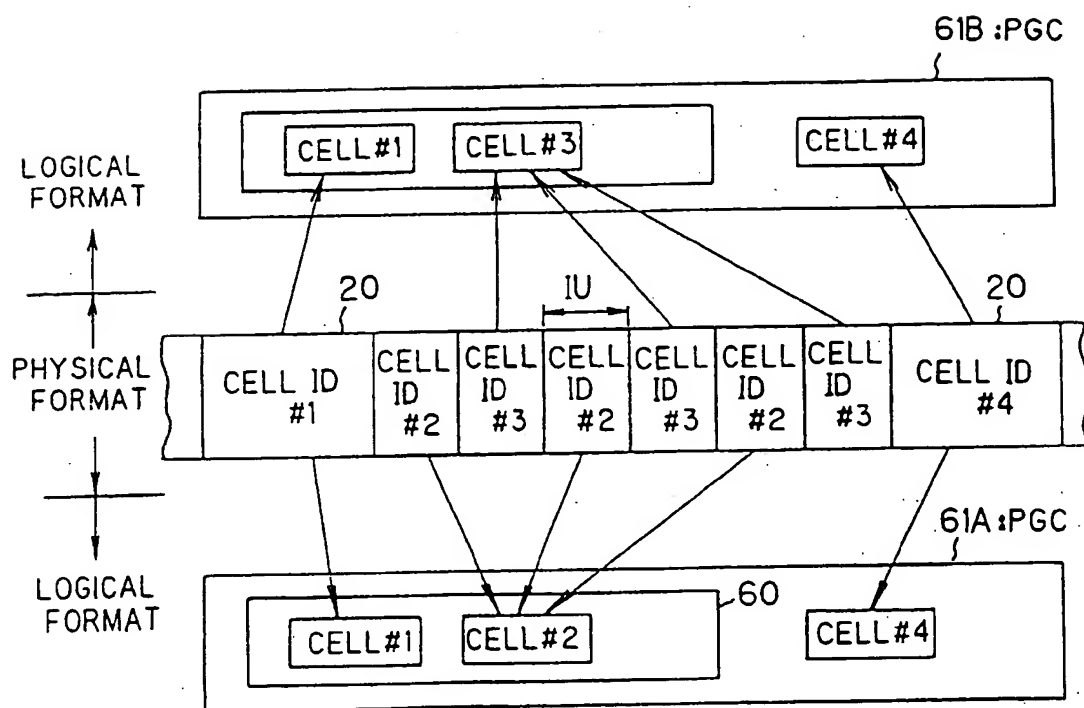 61B:PGC
CELL#1
CELL#3
CELL#4
LOGICAL
FORMAT
20
IU
20
PHYSICAL
FORMAT
CELL ID
#1
CELL
ID
#2
CELL
ID
#3
CELL
ID
#2
CELL
ID
#3
CELL
ID
#2
CELL
ID
#3
CELL ID
#4
61A:PGC
LOGICAL
FORMAT
60
CELL#1
CELL#2
CELL#4